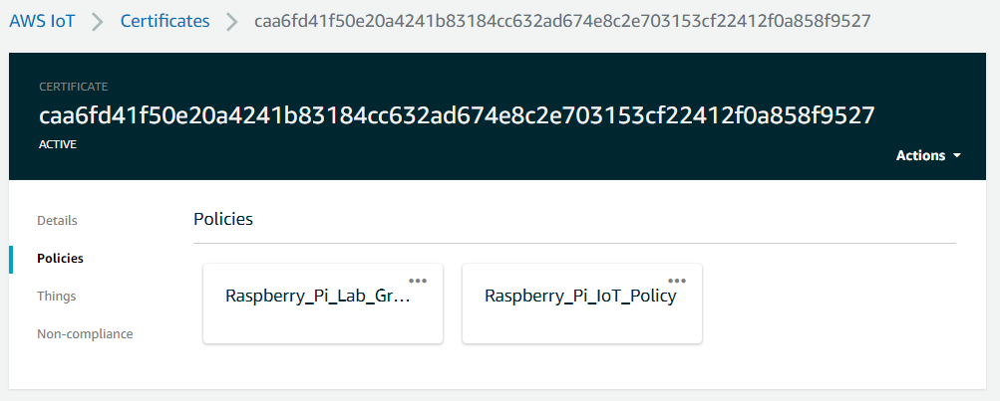 AWS IoT > Certificates > caa6fd41f50e20a4241b83184cc632ad674e8c2e703153cf22412f0a858f9527
CERTIFICATE
caa6fd41f50e20a4241b83184cc632ad674e8c2e703153cf22412f0a858f9527
ACTIVE
Actions
Details
Policies
Things
Non-compliance
Policies
Raspberry_Pi_Lab_Gr...
Raspberry_Pi_IoT_Policy